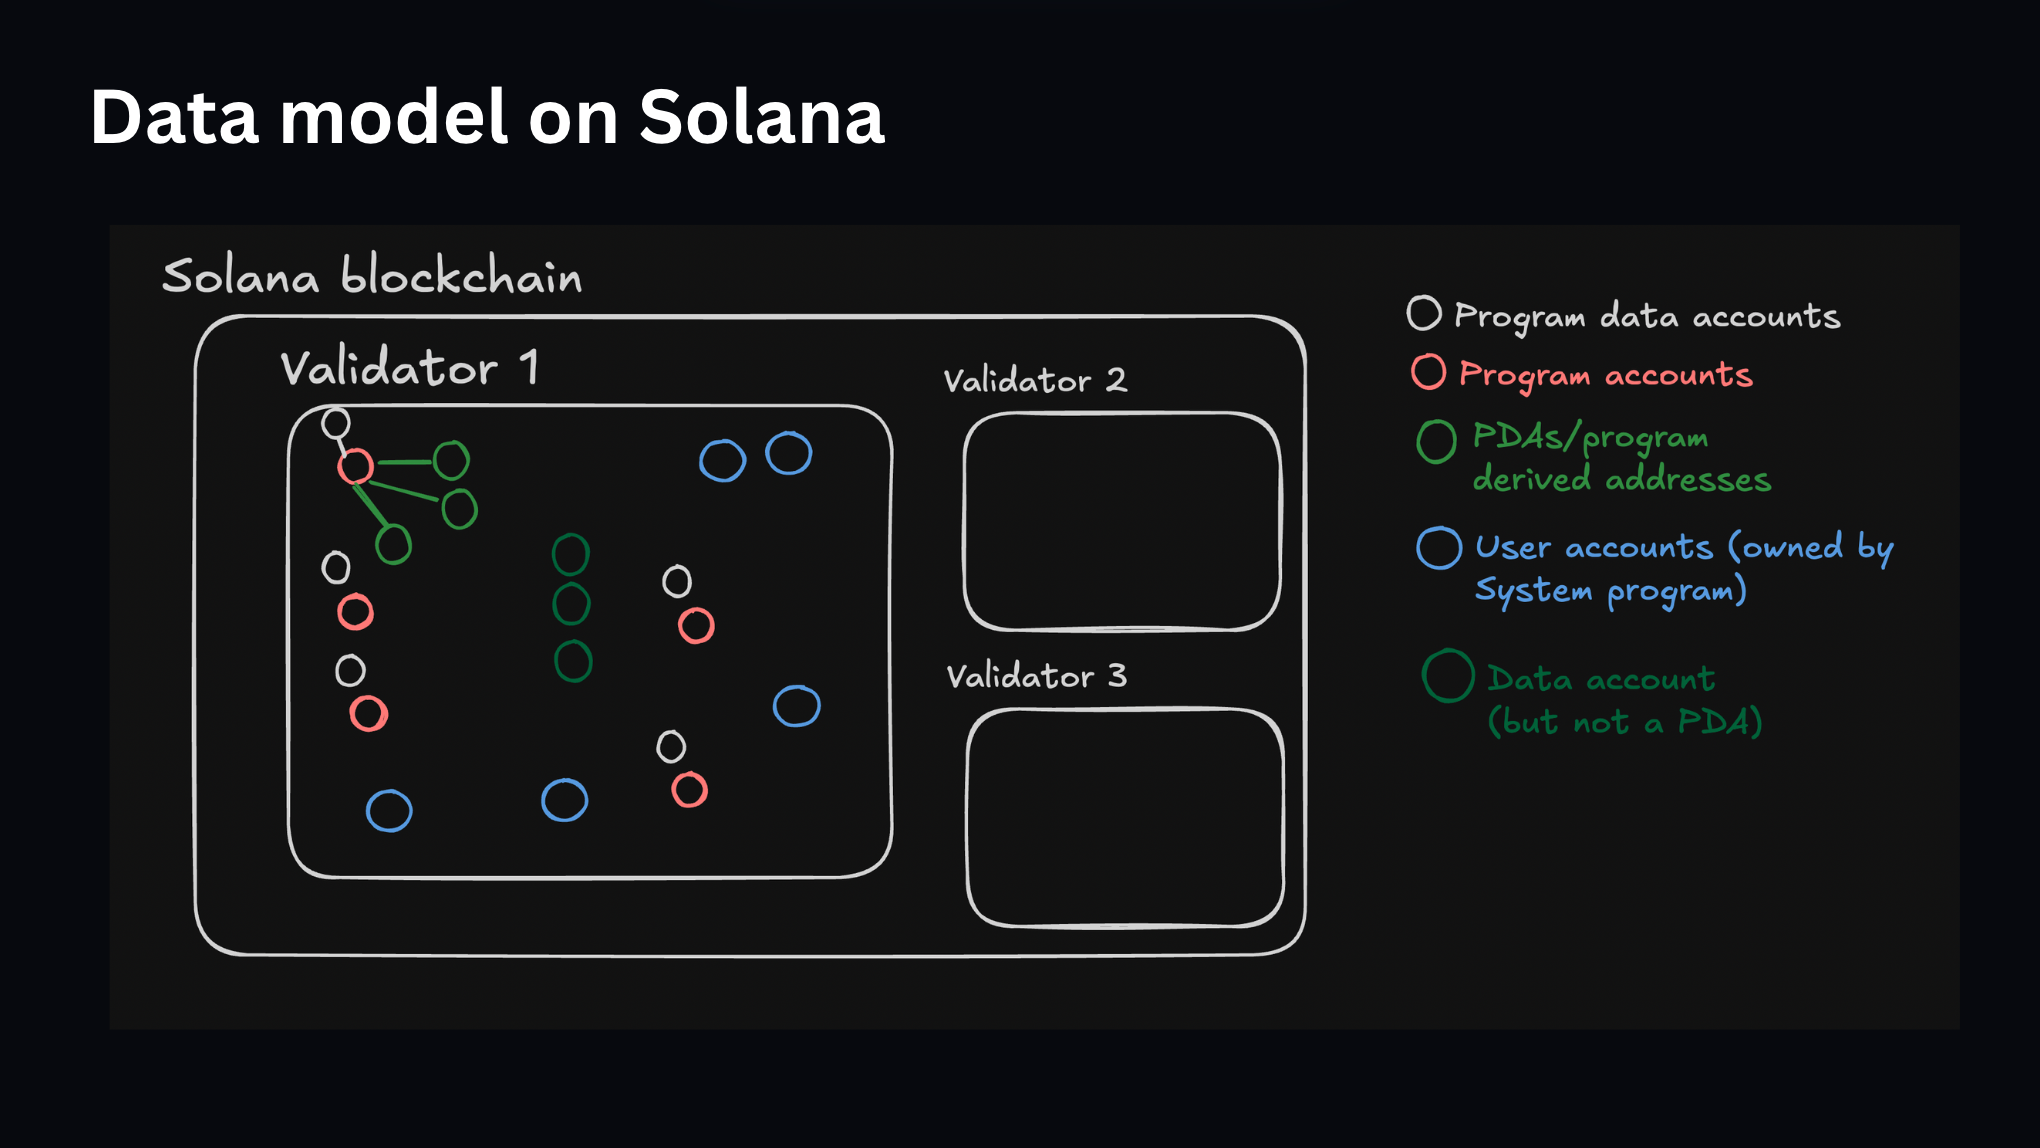 Data model on Solana
Solana blockchain
Validator 1
Validator 2
Validator 3
Program data accounts
Program accounts
PDAs/program
derived addresses
User accounts (owned by
System program)
Data account
(but not a PDA)